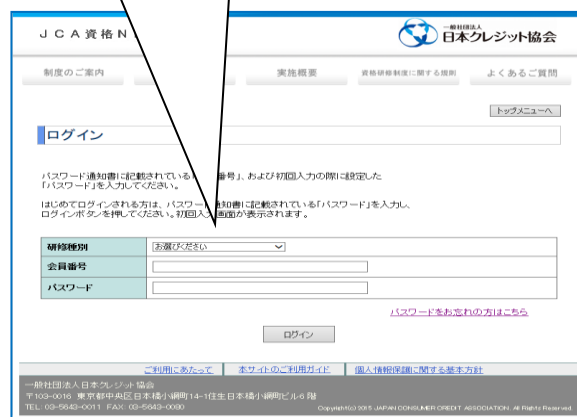 JCA資格N
一般社団法人
日本クレジット協会
制度のご案内
実施概要
資格研修制度に関する規則
よくあるご質問
トップメニューへ
ログイン
パスワード通知書に記載されている 番号」、および初回入力の際に設定した
「パスワード」を入力してください。
はじめてログインされる方は、パスワード通知書に記載されている「パスワード」を入力し、
ログインボタンを押してください。初回入力画面が表示されます。
研修種別
お選びください
会員番号
パスワード
パスワードをお忘れの方はこちら
ログイン
ご利用にあたって
本サイトのご利用ガイド
個人情報保護に関する基本方針
一般社団法人日本クレジット協会
〒103-0016 東京都中央区日本橋小網町14-1住生日本橋小網町ビル6 階
TEL: 03-5643-0011 FAX: 03-5643-0080
Copyright(c) 2015 JAPAN CONSUMER CREDIT ASSOCIATION. All Rights Reserved.